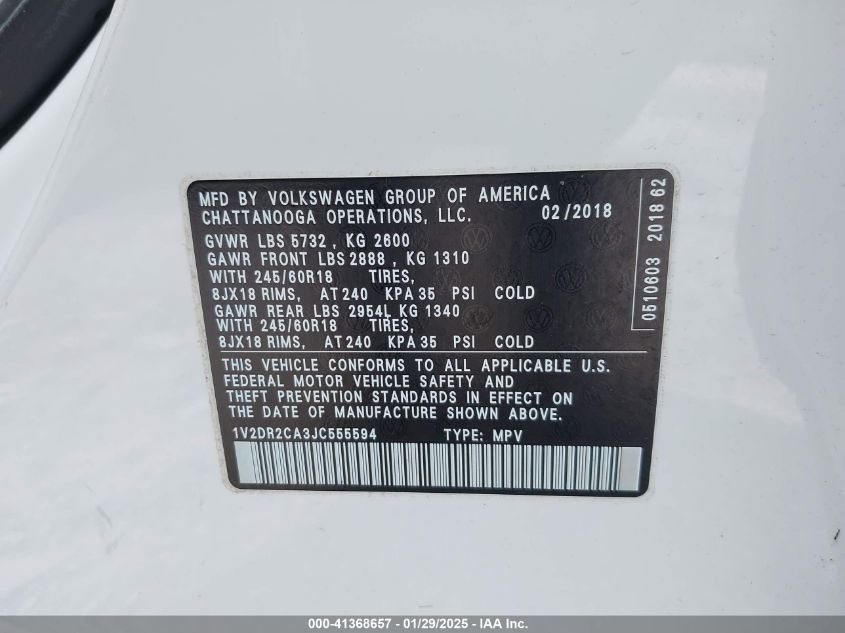 MFD BY VOLKSWAGEN GROUP OF AMERICA
CHATTANOOGA OPERATIONS, LLC. 02/2018
GVWR LBS 5732, KG 2600
GAWR FRONT LBS 2888, KG 1310
WITH 245/60R18 TIRES,
8JX18 RIMS, AT 240 KPA 35 PSI COLD
GAWR REAR LBS 2954L KG 1340
WITH 245/60R18 TIRES,
8JX18 RIMS, AT 240 KPA 35 PSI COLD
THIS VEHICLE CONFORMS TO ALL APPLICABLE U.S.
FEDERAL MOTOR VEHICLE SAFETY AND
THEFT PREVENTION STANDARDS IN EFFECT ON
THE DATE OF MANUFACTURE SHOWN ABOVE.
1V2DR2CA3JC555594 TYPE: MPV
0510603 2018 62
000-41368657 - 01/29/2025 - IAA Inc.